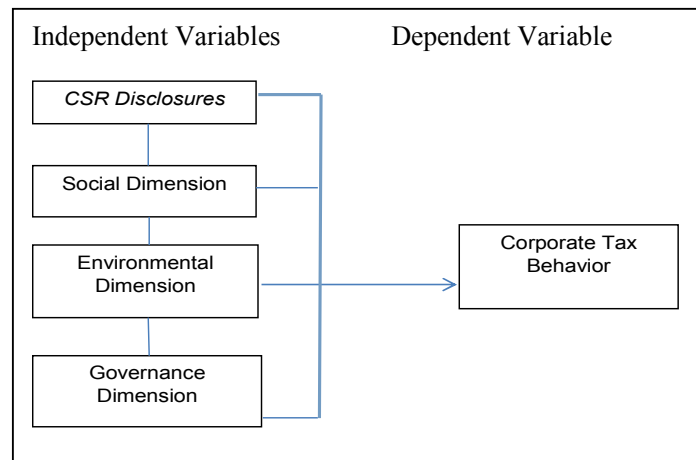 Independent Variables
Dependent Variable
CSR Disclosures
Social Dimension
Environmental
Dimension
Governance
Dimension
Corporate Tax
Behavior